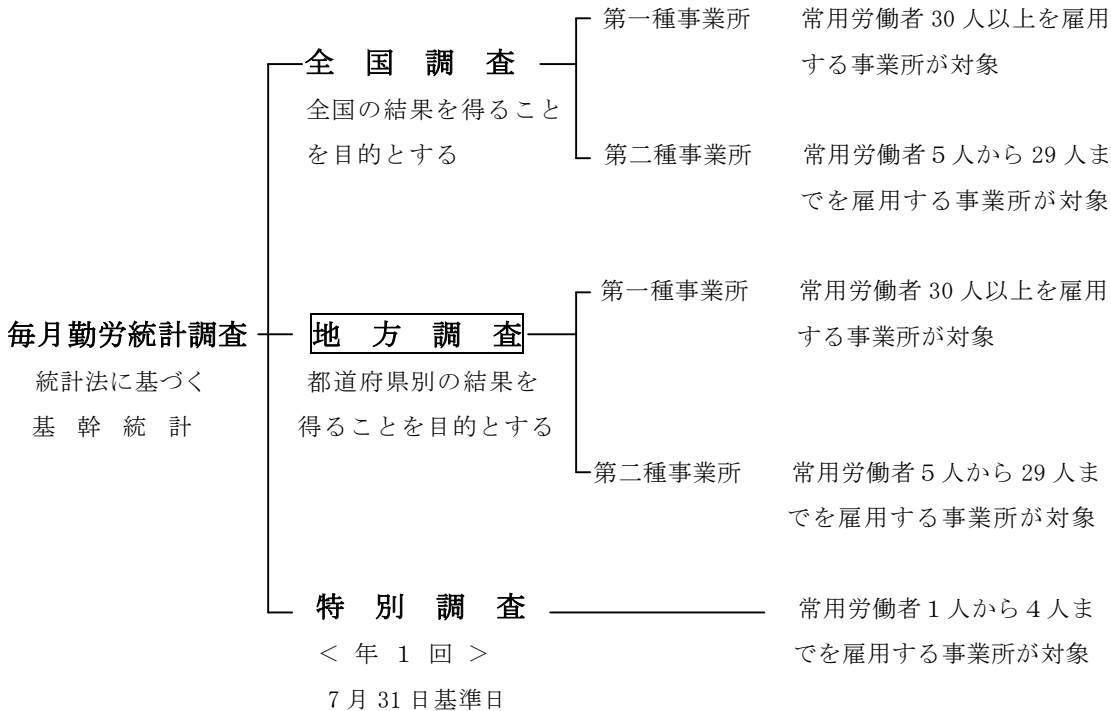 第一種事業所 常用労働者 30 人以上を雇用
する事業所が対象
全 国 調 査
全国の結果を得ること
を目的とする
第二種事業所 常用労働者５人から 29 人ま
でを雇用する事業所が対象
第一種事業所 常用労働者 30 人以上を雇用
する事業所が対象
毎月勤労統計調査
統計法に基づく
基 幹 統 計
地 方 調 査
都道府県別の結果を
得ることを目的とする
第二種事業所 常用労働者５人から 29 人ま
でを雇用する事業所が対象
特 別 調 査
＜ 年 １ 回 ＞
７月 31 日基準日
常用労働者１人から４人ま
でを雇用する事業所が対象